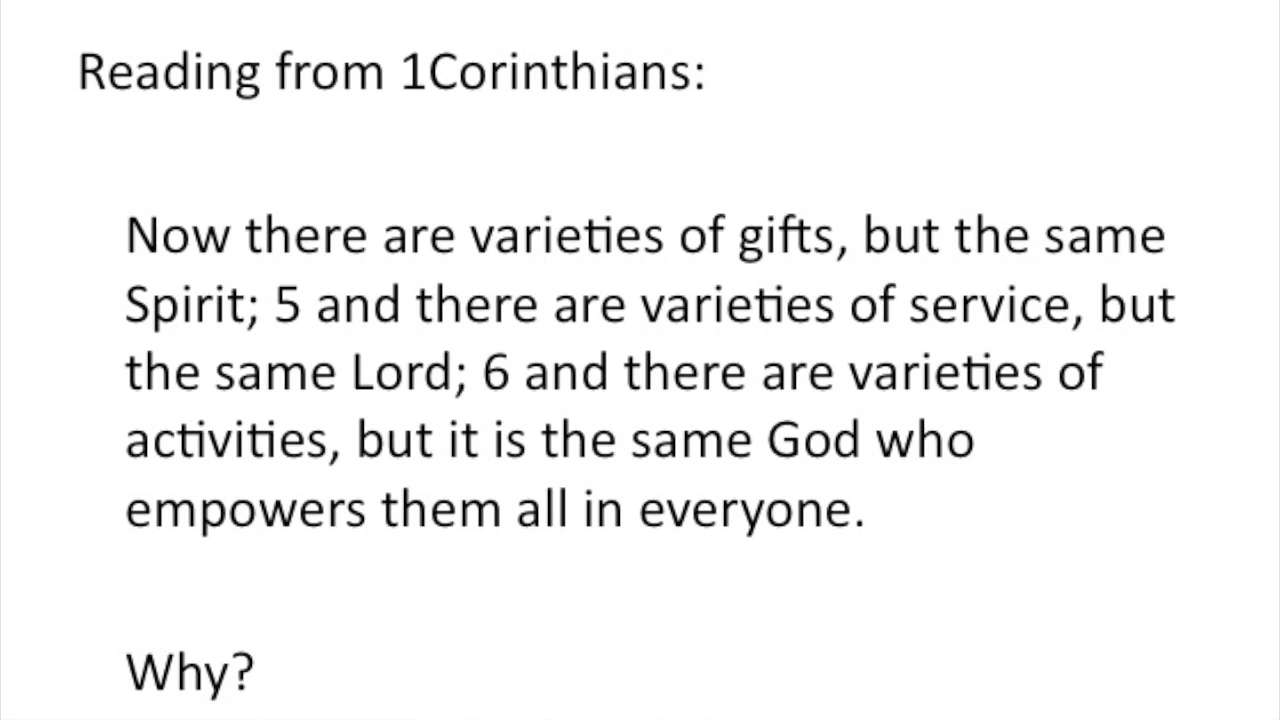 Reading from 1Corinthians:
Now there are varieties of gifts, but the same
Spirit; 5 and there are varieties of service, but
the same Lord; 6 and there are varieties of
activities, but it is the same God who
empowers them all in everyone.
Why?